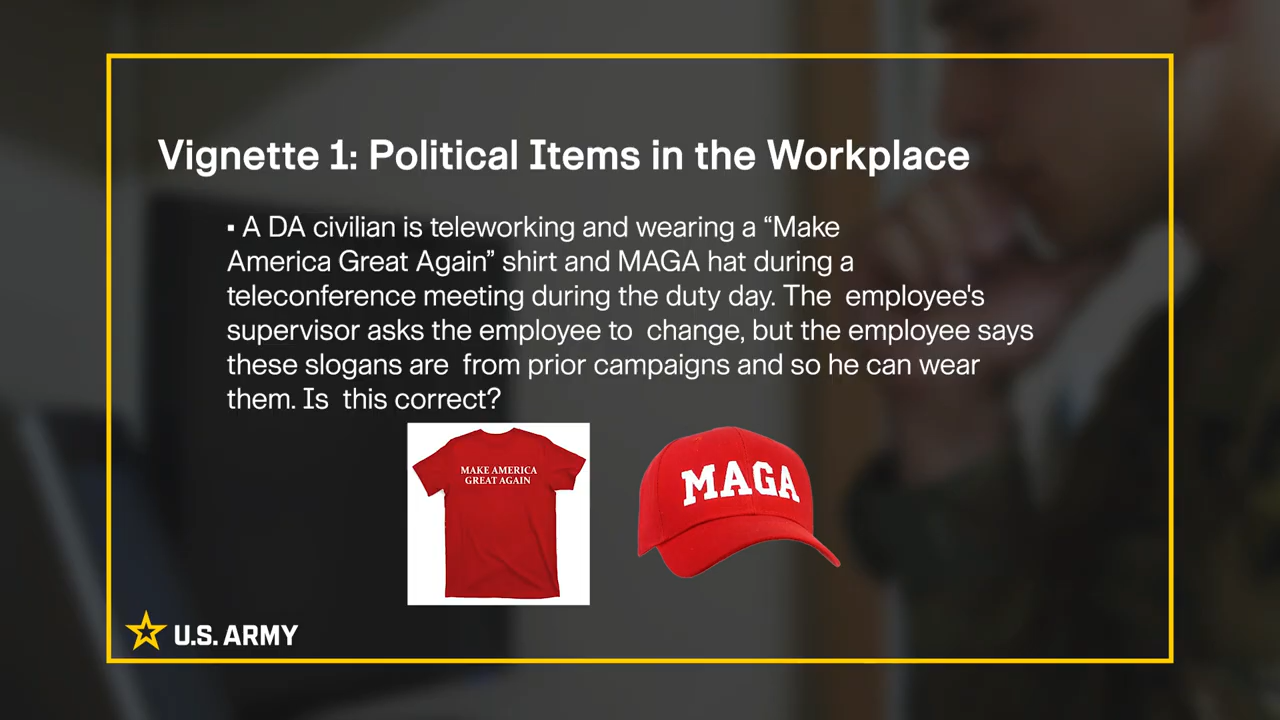 Vignette 1: Political Items in the Workplace
▪ A DA civilian is teleworking and wearing a “Make
America Great Again” shirt and MAGA hat during a
teleconference meeting during the duty day. The  employee's
supervisor asks the employee to  change, but the employee says
these slogans are  from prior campaigns and so he can wear
them. Is  this correct?
MAKE AMERICA
GREAT AGAIN
MAGA
U.S. ARMY